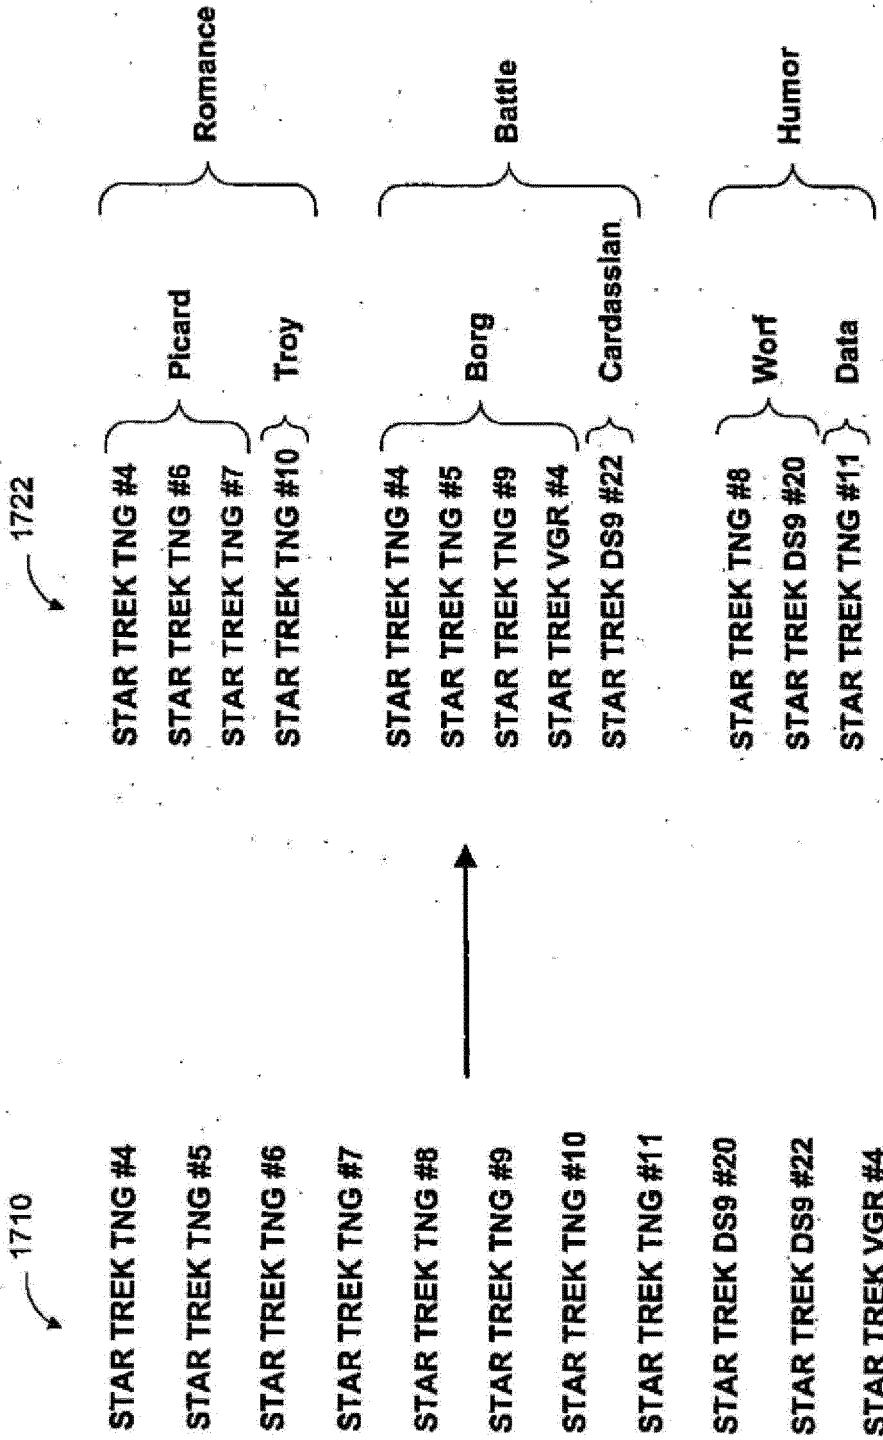 1710
STAR TREK TNG #4
STAR TREK TNG #5
STAR TREK TNG #6
STAR TREK TNG #7
STAR TREK TNG #8
STAR TREK TNG #9
STAR TREK TNG #10
STAR TREK TNG #11
STAR TREK DS9 #20
STAR TREK DS9 #22
STAR TREK VGR #4
1722
STAR TREK TNG #4
STAR TREK TNG #6
STAR TREK TNG #7
Picard
STAR TREK TNG #10
Troy
Romance
STAR TREK TNG #4
STAR TREK TNG #5
STAR TREK TNG #9
STAR TREK VGR #4
Borg
STAR TREK DS9 #22
Cardassian
Battle
STAR TREK TNG #8
STAR TREK DS9 #20
Worf
STAR TREK TNG #11
Data
Humor